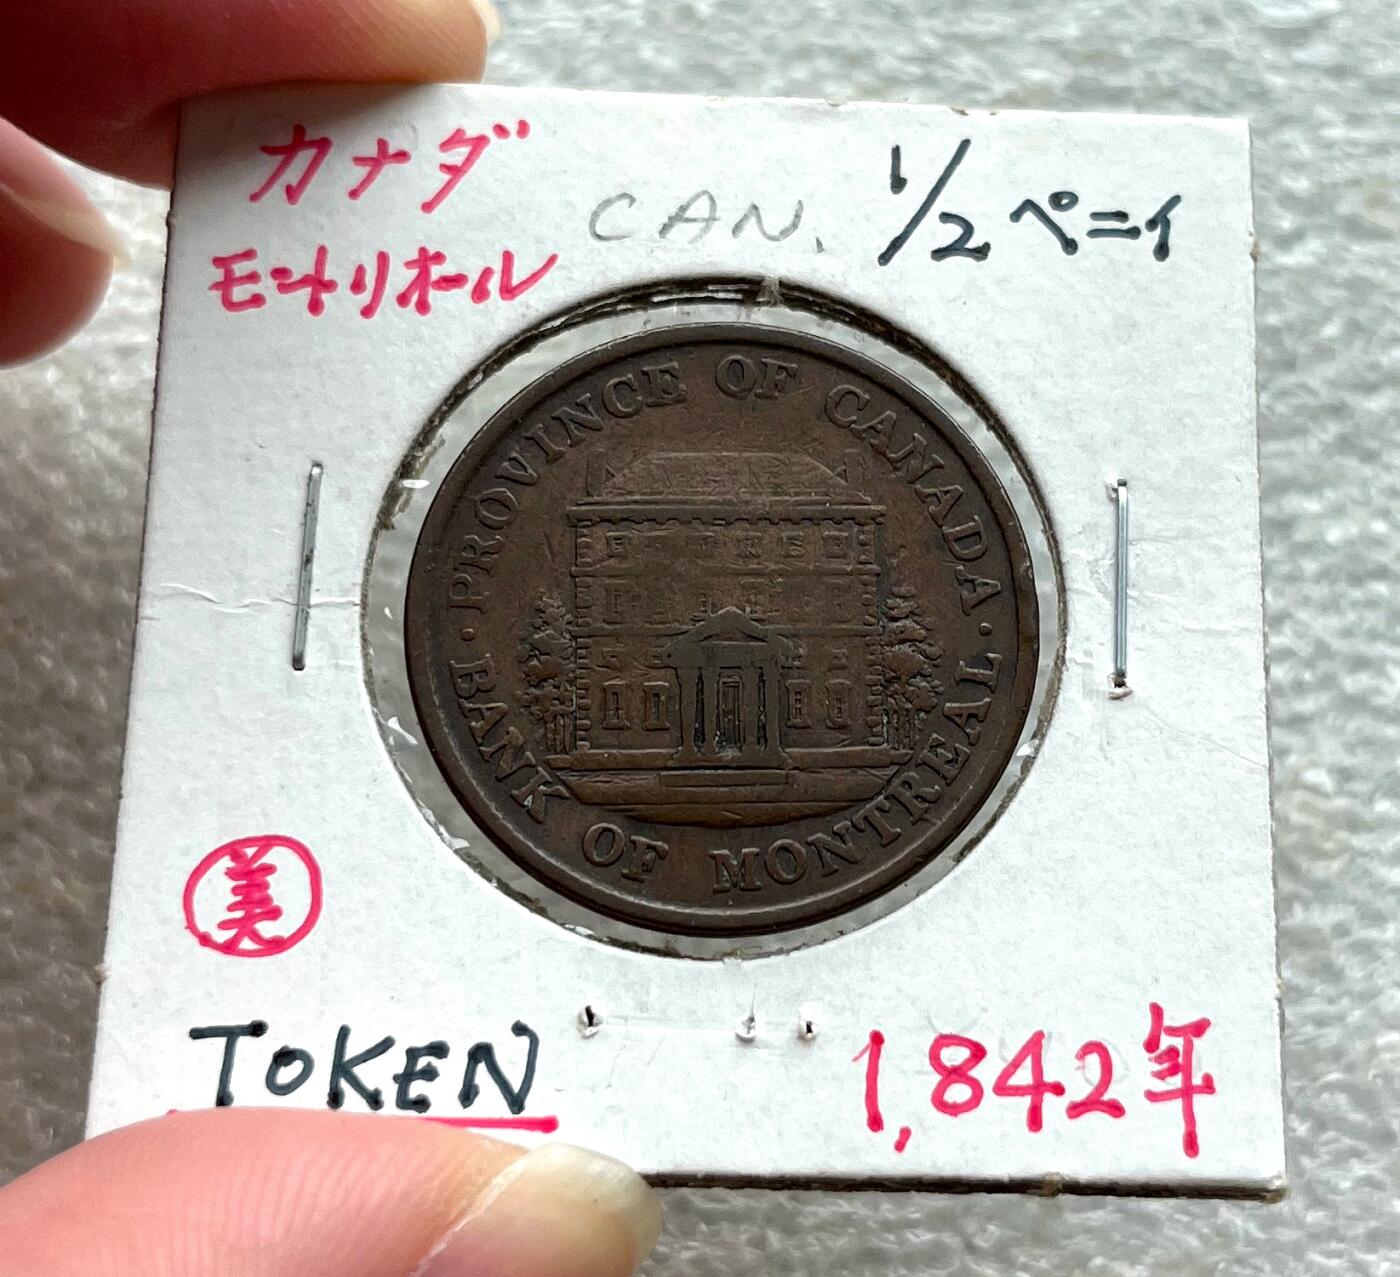 カナダ
モントリオール
CAN.
1/2 ペニイ
PROVINCE OF CANADA
BANK OF MONTREAL
美
TOKEN
1,842年